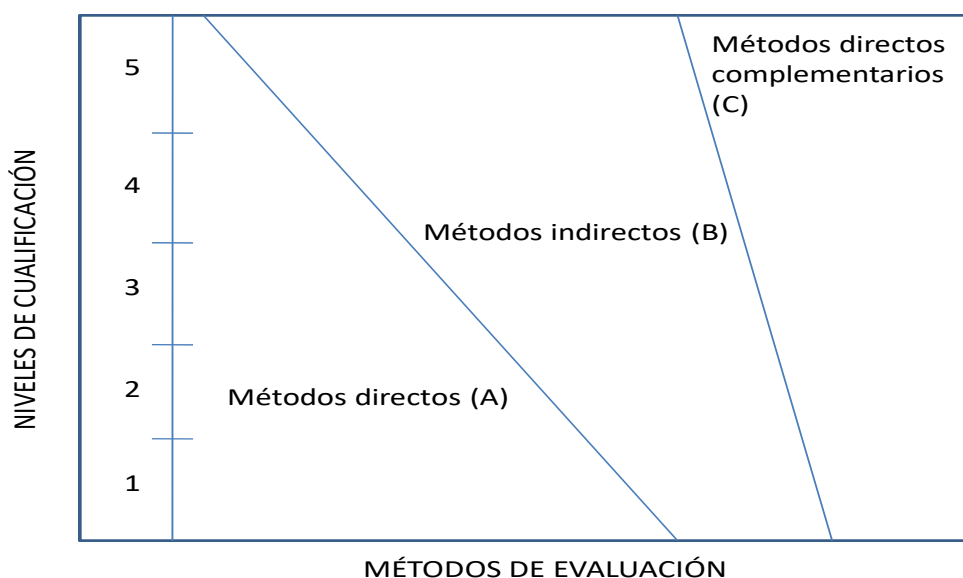 Métodos directos
complementarios
(C)
5
4
Métodos indirectos (B)
3
2
Métodos directos (A)
1
NIVELES DE CUALIFICACIÓN
MÉTODOS DE EVALUACIÓN